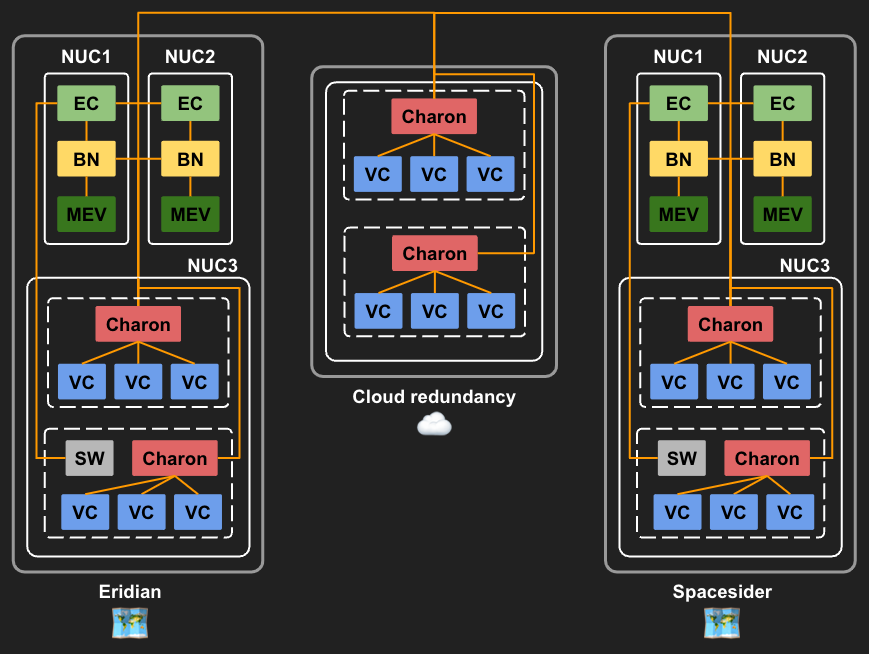 NUC1 NUC2
EC EC
BN BN
MEV MEV
NUC3
Charon
VC VC VC
SW Charon
VC VC VC
Eridian
Charon
VC VC VC
Charon
VC VC VC
Cloud redundancy
NUC1 NUC2
EC EC
BN BN
MEV MEV
NUC3
Charon
VC VC VC
SW Charon
VC VC VC
Spacesider